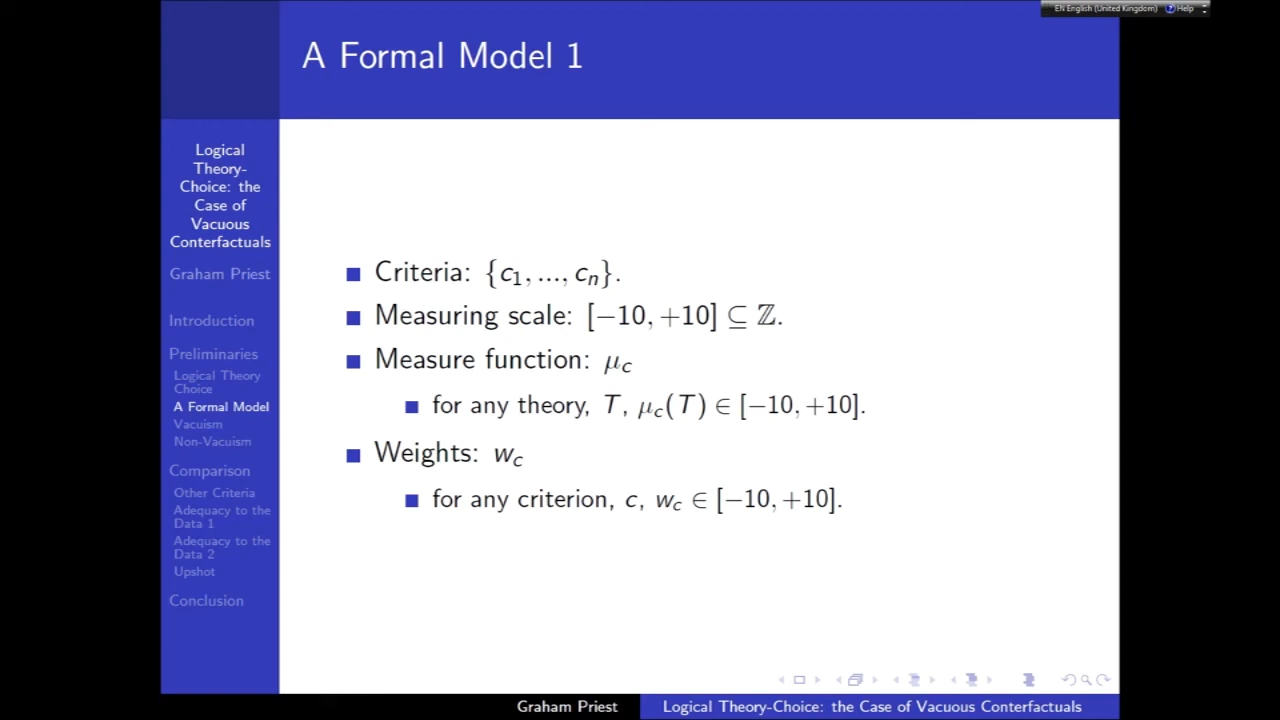 EN English (United Kingdom) Help
A Formal Model 1
Logical
Theory-
Choice: the
Case of
Vacuous
Conterfactuals
Graham Priest
Introduction
Preliminaries
Logical Theory
Choice
A Formal Model
Vacuism
Non-Vacuism
Comparison
Other Criteria
Adequacy to the
Data 1
Adequacy to the
Data 2
Upshot
Conclusion
Criteria: {c₁, ..., cₙ}.
Measuring scale: [−10, +10] ⊆ ℤ.
Measure function: μ_c
for any theory, T, μ_c(T) ∈ [−10, +10].
Weights: w_c
for any criterion, c, w_c ∈ [−10, +10].
Graham Priest
Logical Theory-Choice: the Case of Vacuous Conterfactuals